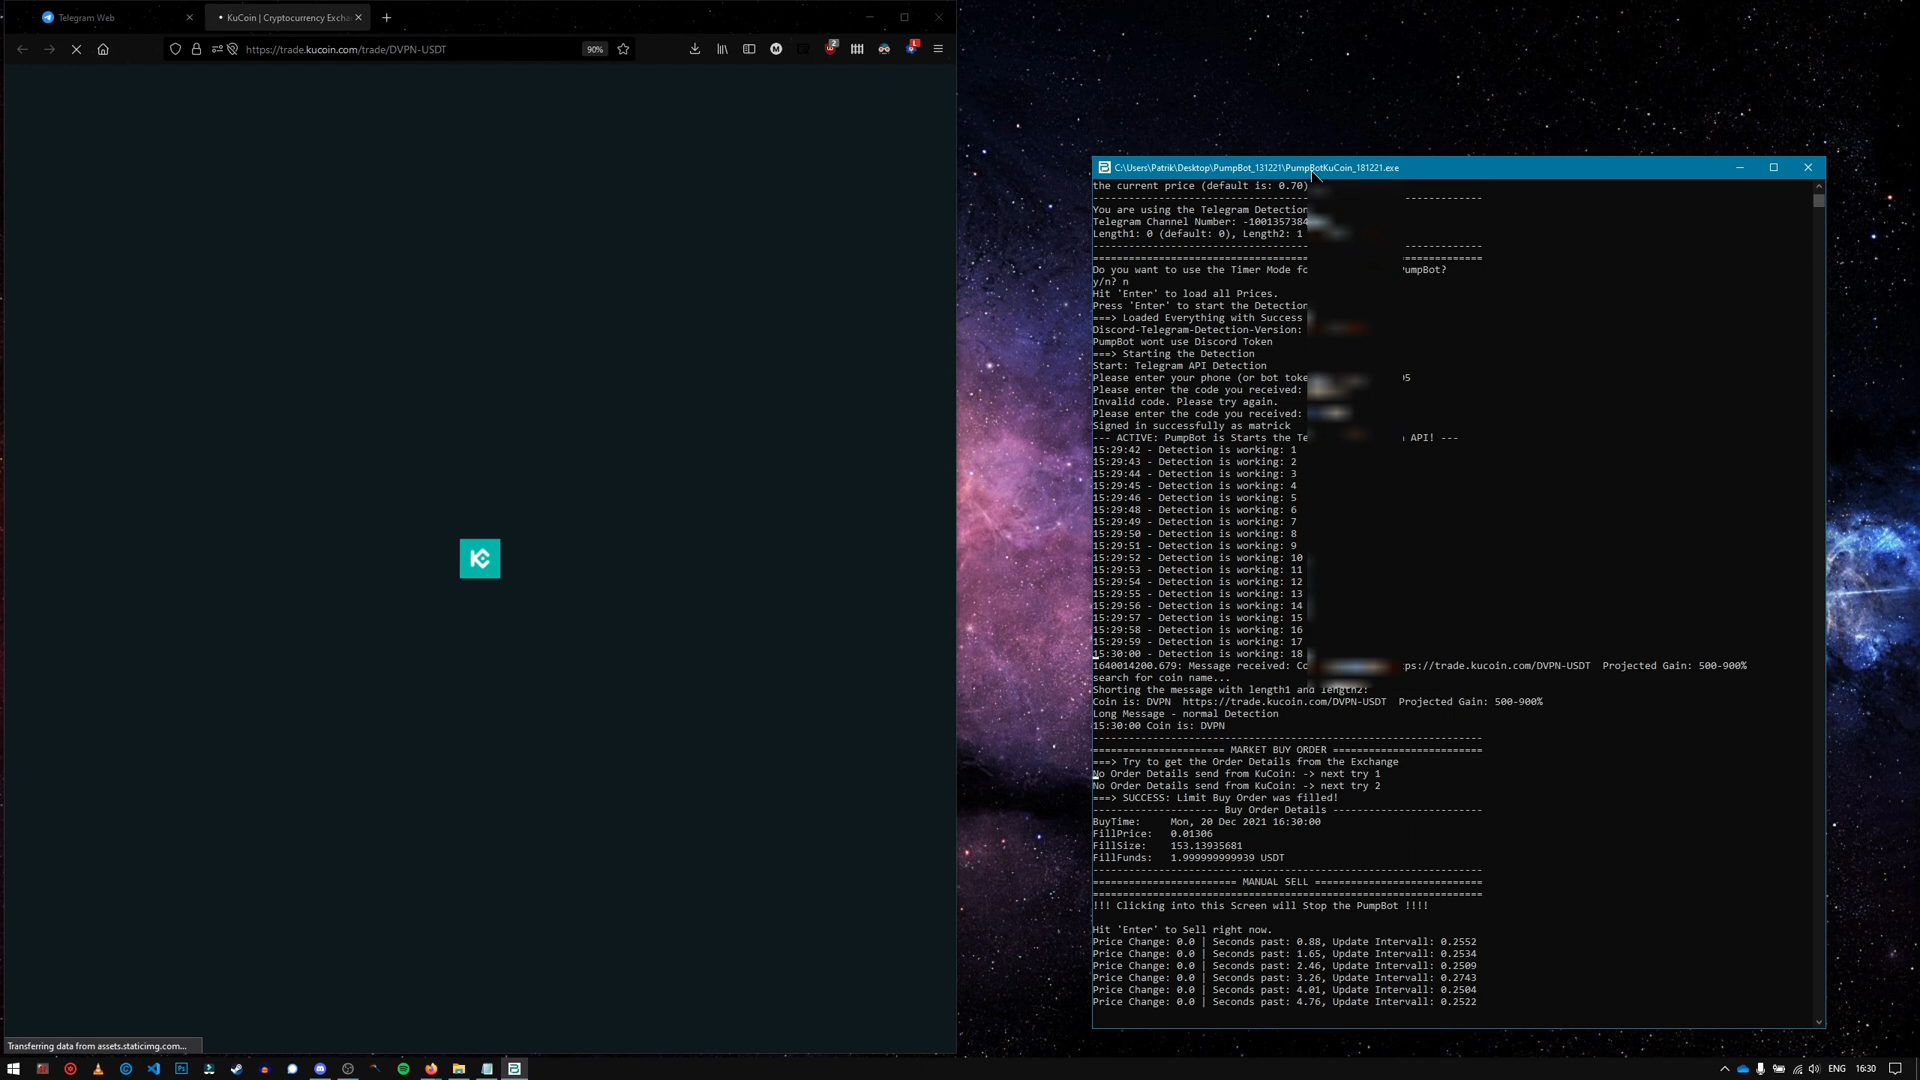 Telegram Web
KuCoin | Cryptocurrency Excha
https://trade.kucoin.com/trade/DVPN-USDT
90%
M
2
1
Transferring data from assets.staticimg.com...
C:\Users\Patrik\Desktop\PumpBot_131221\PumpBotKuCoin_181221.exe
the current price (default is: 0.70)
--------------------------------------------------------------
You are using the Telegram Detection
Telegram Channel Number: -1001357384
Length1: 0 (default: 0), Length2: 1
--------------------------------------------------------------
==============================================================
Do you want to use the Timer Mode fo PumpBot?
y/n? n
Hit 'Enter' to load all Prices.
Press 'Enter' to start the Detection
===> Loaded Everything with Success
Discord-Telegram-Detection-Version:
PumpBot wont use Discord Token
===> Starting the Detection
Start: Telegram API Detection
Please enter your phone (or bot toke 05
Please enter the code you received:
Invalid code. Please try again.
Please enter the code you received:
Signed in successfully as matrick
--- ACTIVE: PumpBot is Starts the Te API! ---
15:29:42 - Detection is working: 1
15:29:43 - Detection is working: 2
15:29:44 - Detection is working: 3
15:29:45 - Detection is working: 4
15:29:46 - Detection is working: 5
15:29:48 - Detection is working: 6
15:29:49 - Detection is working: 7
15:29:50 - Detection is working: 8
15:29:51 - Detection is working: 9
15:29:52 - Detection is working: 10
15:29:53 - Detection is working: 11
15:29:54 - Detection is working: 12
15:29:55 - Detection is working: 13
15:29:56 - Detection is working: 14
15:29:57 - Detection is working: 15
15:29:58 - Detection is working: 16
15:29:59 - Detection is working: 17
15:30:00 - Detection is working: 18
1640014200.679: Message received: Co tps://trade.kucoin.com/DVPN-USDT Projected Gain: 500-900%
search for coin name...
Shorting the message with length1 and length2:
Coin is: DVPN https://trade.kucoin.com/DVPN-USDT Projected Gain: 500-900%
Long Message - normal Detection
15:30:00 Coin is: DVPN
-----------------------------------------------------------------
====================== MARKET BUY ORDER =========================
===> Try to get the Order Details from the Exchange
No Order Details send from KuCoin: -> next try 1
No Order Details send from KuCoin: -> next try 2
===> SUCCESS: Limit Buy Order was filled!
--------------------- Buy Order Details -------------------------
BuyTime: Mon, 20 Dec 2021 16:30:00
FillPrice: 0.01306
FillSize: 153.13935681
FillFunds: 1.999999999939 USDT
-----------------------------------------------------------------
======================== MANUAL SELL ============================
=================================================================
!!! Clicking into this Screen will Stop the PumpBot !!!!
Hit 'Enter' to Sell right now.
Price Change: 0.0 | Seconds past: 0.88, Update Intervall: 0.2552
Price Change: 0.0 | Seconds past: 1.65, Update Intervall: 0.2534
Price Change: 0.0 | Seconds past: 2.46, Update Intervall: 0.2509
Price Change: 0.0 | Seconds past: 3.26, Update Intervall: 0.2743
Price Change: 0.0 | Seconds past: 4.01, Update Intervall: 0.2504
Price Change: 0.0 | Seconds past: 4.76, Update Intervall: 0.2522
ENG 16:30